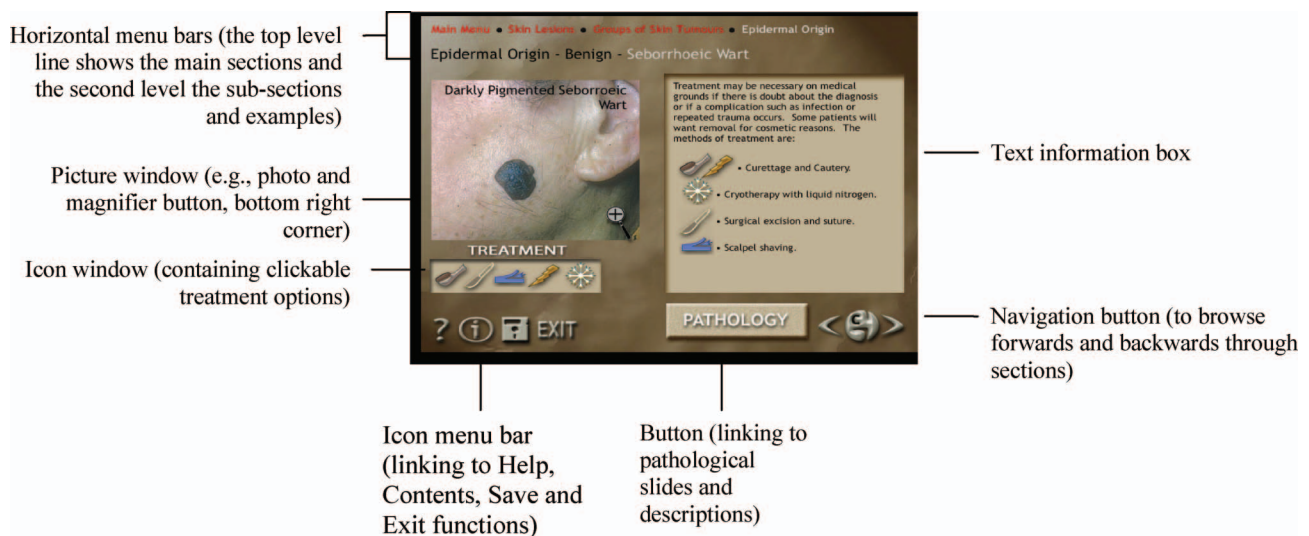 Horizontal menu bars (the top level
line shows the main sections and
the second level the sub-sections
and examples)
Picture window (e.g., photo and
magnifier button, bottom right
corner)
Icon window (containing clickable
treatment options)
Main Menu • Skin Lesions • Groups of Skin Tumours • Epidermal Origin
Epidermal Origin - Benign - Seborrhoeic Wart
Darkly Pigmented Seborroeic
Wart
TREATMENT
? i EXIT
Treatment may be necessary on medical
grounds if there is doubt about the diagnosis
or if a complication such as infection or
repeated trauma occurs. Some patients will
want removal for cosmetic reasons. The
methods of treatment are:
• Curettage and Cautery.
• Cryotherapy with liquid nitrogen.
• Surgical excision and suture.
• Scalpel shaving.
PATHOLOGY
Text information box
Navigation button (to browse
forwards and backwards through
sections)
Icon menu bar
(linking to Help,
Contents, Save and
Exit functions)
Button (linking to
pathological
slides and
descriptions)